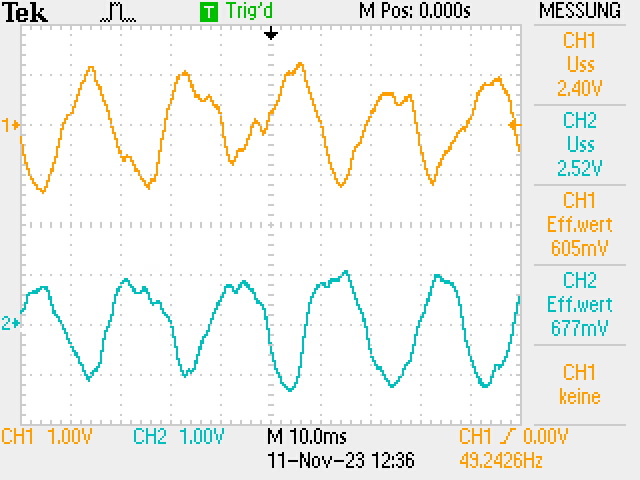 Tek T Trig'd M Pos: 0.000s MESSUNG
CH1
Uss
2.40V
CH2
Uss
2.52V
CH1
Eff.wert
605mV
CH2
Eff.wert
677mV
CH1
keine
1
2
CH1 1.00V CH2 1.00V M 10.0ms CH1 0.00V
11-Nov-23 12:36 49.2426Hz